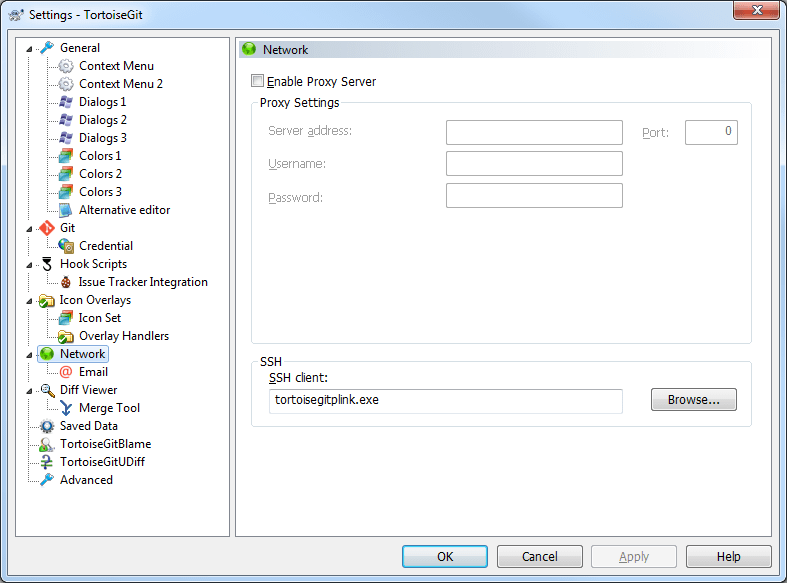 Settings - TortoiseGit
General
Context Menu
Context Menu 2
Dialogs 1
Dialogs 2
Dialogs 3
Colors 1
Colors 2
Colors 3
Alternative editor
Git
Credential
Hook Scripts
Issue Tracker Integration
Icon Overlays
Icon Set
Overlay Handlers
Network
Email
Diff Viewer
Merge Tool
Saved Data
TortoiseGitBlame
TortoiseGitUDiff
Advanced
Network
Enable Proxy Server
Proxy Settings
Server address:
Port: 0
Username:
Password:
SSH
SSH client:
tortoisegitplink.exe
Browse...
OK Cancel Apply Help